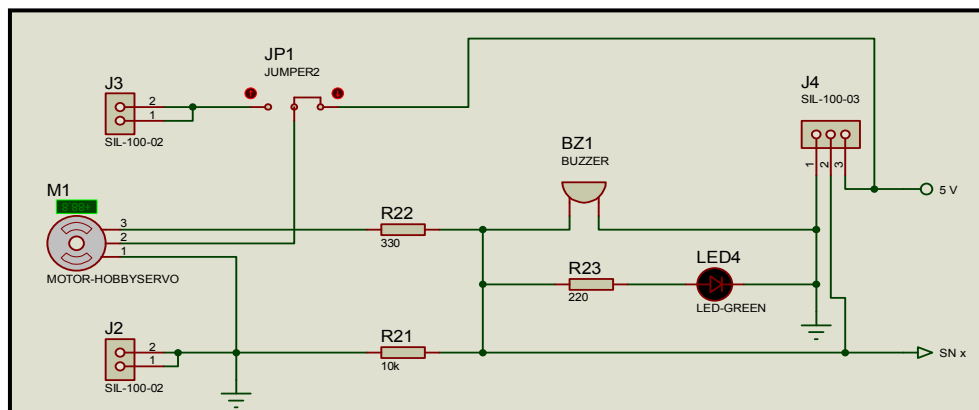 JP1
JUMPER2
J3
2
1
SIL-100-02
J4
SIL-100-03
1
2
3
BZ1
BUZZER
5 V
M1
3
2
1
MOTOR-HOBBYSERVO
R22
330
R23
220
LED4
LED-GREEN
J2
2
1
SIL-100-02
R21
10k
SN x